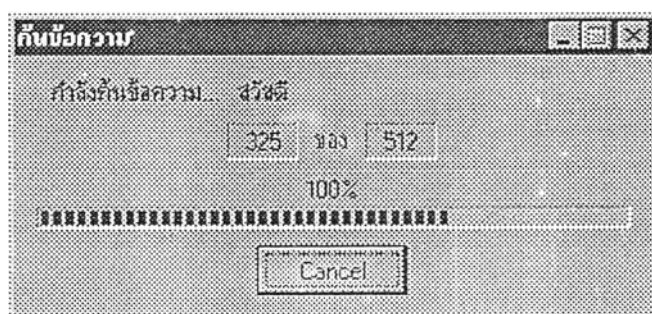 ค้นข้อความ
กำลังค้นข้อความ... สวัสดี
325 ของ 512
100%
Cancel